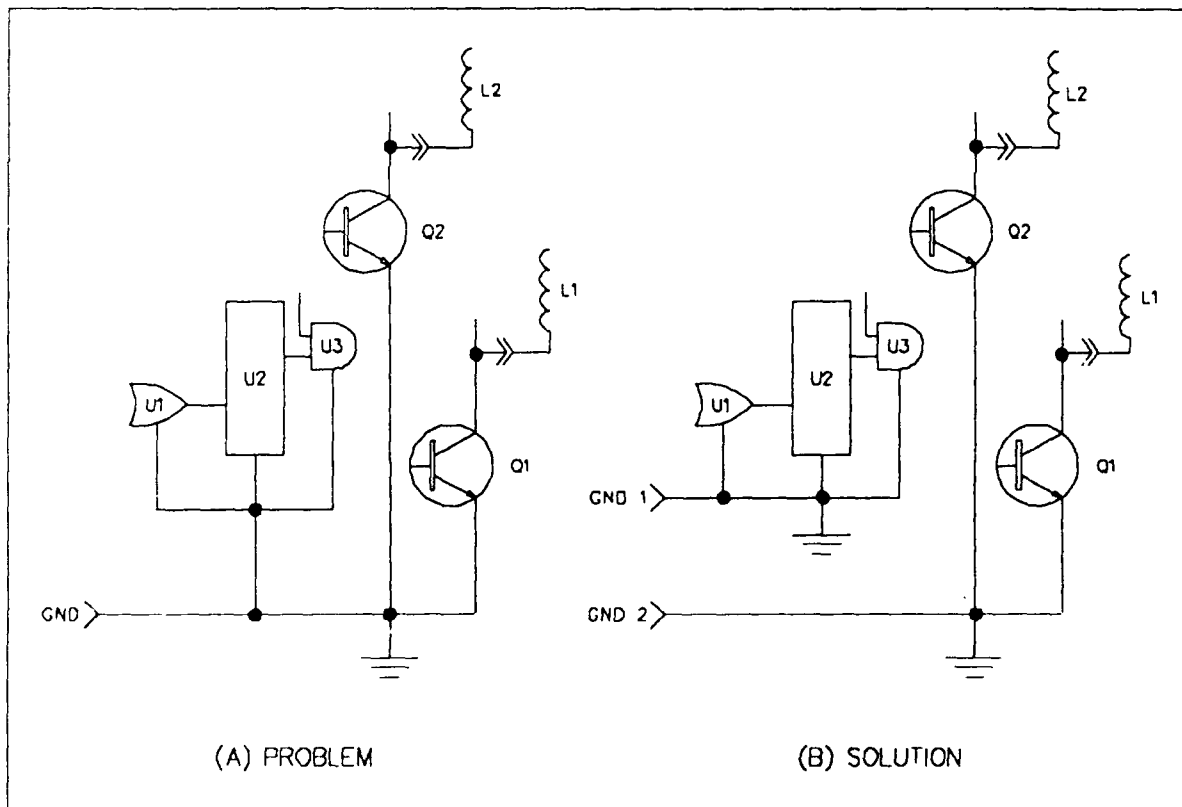 L2
Q2
L1
U3
U2
U1
Q1
GND
(A) PROBLEM
L2
Q2
L1
U3
U2
U1
Q1
GND 1
GND 2
(B) SOLUTION